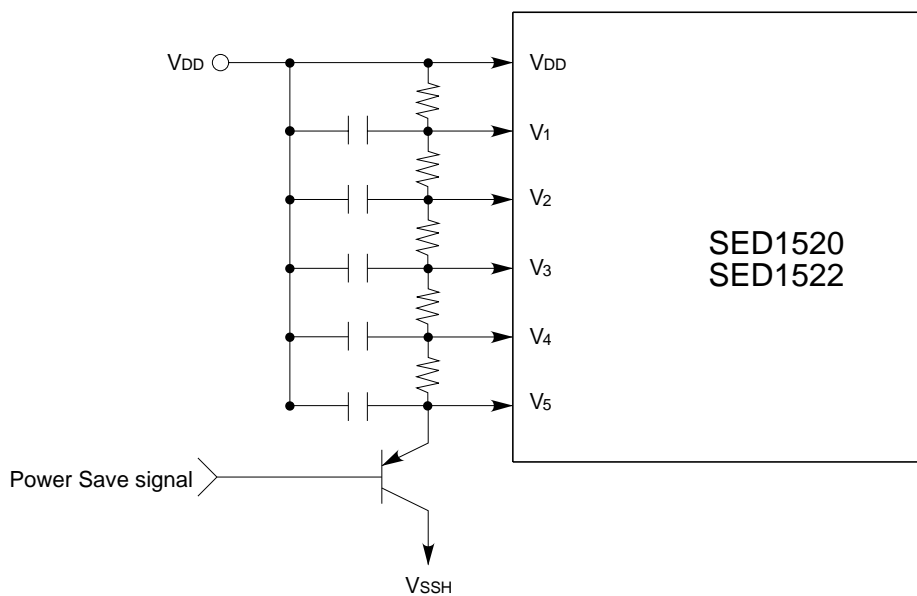 VDD
VDD
V1
V2
SED1520
SED1522
V3
V4
V5
Power Save signal
VSSH